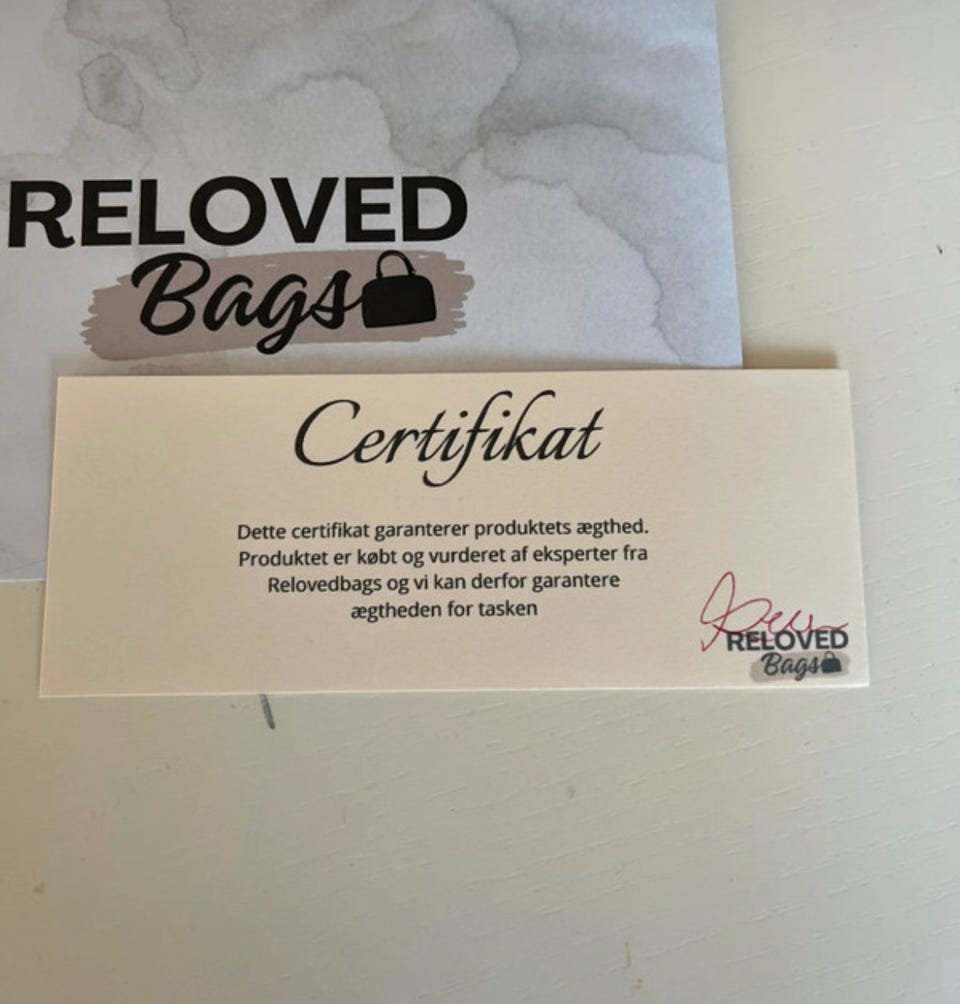 RELOVED
Bags
Certifikat
Dette certifikat garanterer produktets ægthed.
Produktet er købt og vurderet af eksperter fra
Relovedbags og vi kan derfor garantere
ægtheden for tasken
RELOVED
Bags